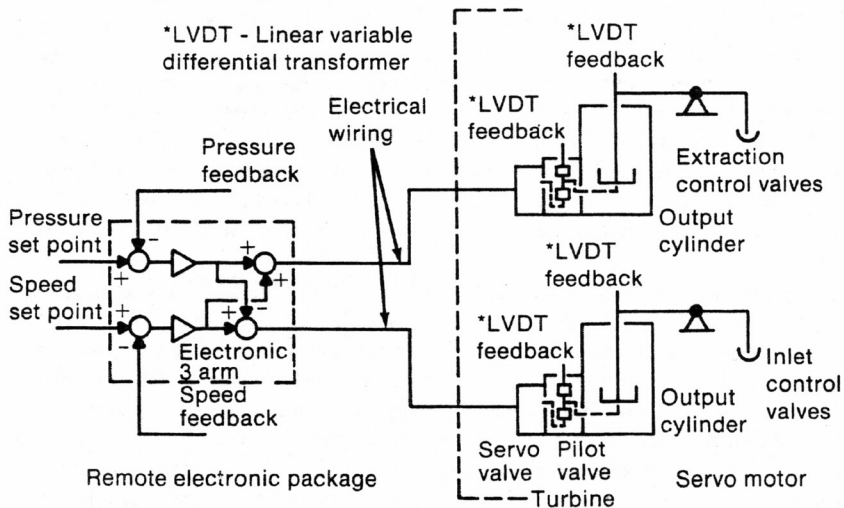 *LVDT - Linear variable
differential transformer
*LVDT
feedback
Electrical
wiring
*LVDT
feedback
Pressure
feedback
Extraction
control valves
Output
cylinder
Pressure
set point
-
+
+
+
Speed
set point
+
-
+
-
+
Electronic
3 arm
Speed
feedback
*LVDT
feedback
*LVDT
feedback
Inlet
control
valves
Output
cylinder
Servo
valve
Pilot
valve
Remote electronic package
Servo motor
Turbine